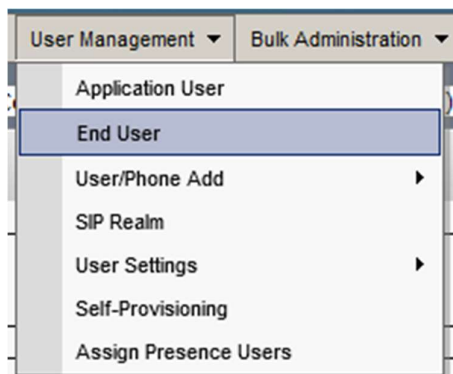 User Management Bulk Administration
Application User
End User
User/Phone Add
SIP Realm
User Settings
Self-Provisioning
Assign Presence Users